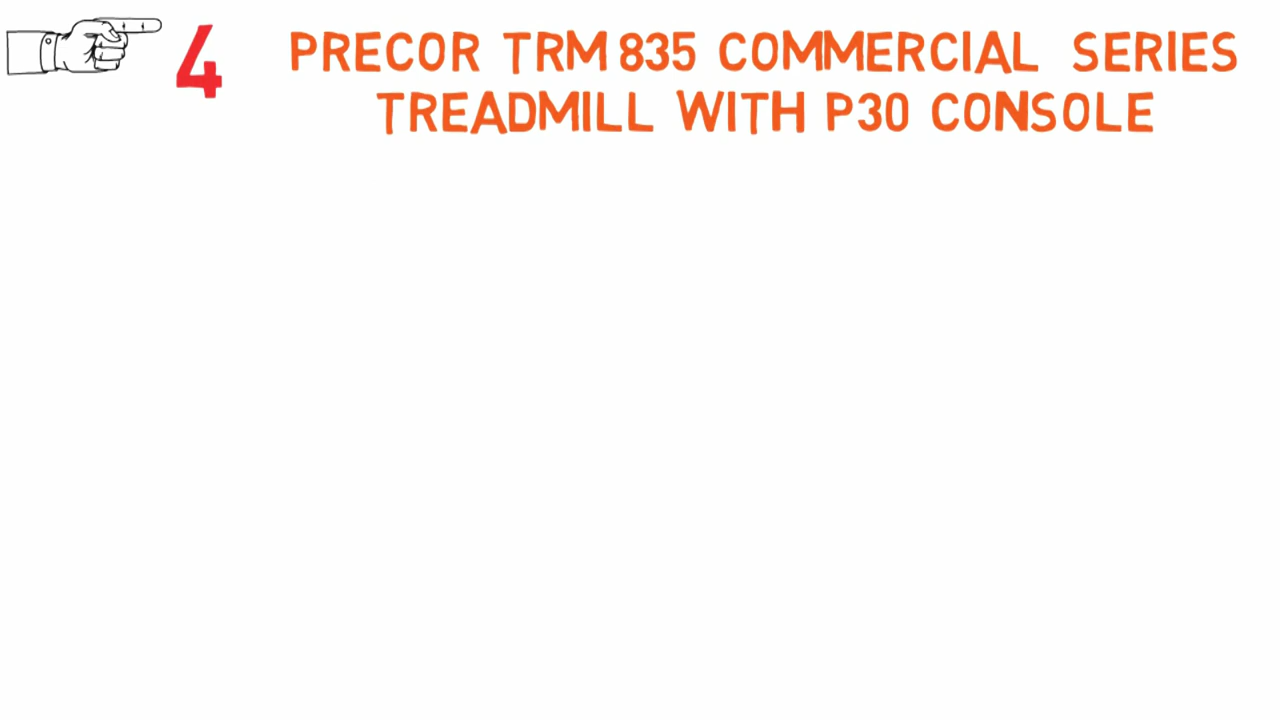 4 PRECOR TRM 835 COMMERCIAL SERIES
TREADMILL WITH P30 CONSOLE